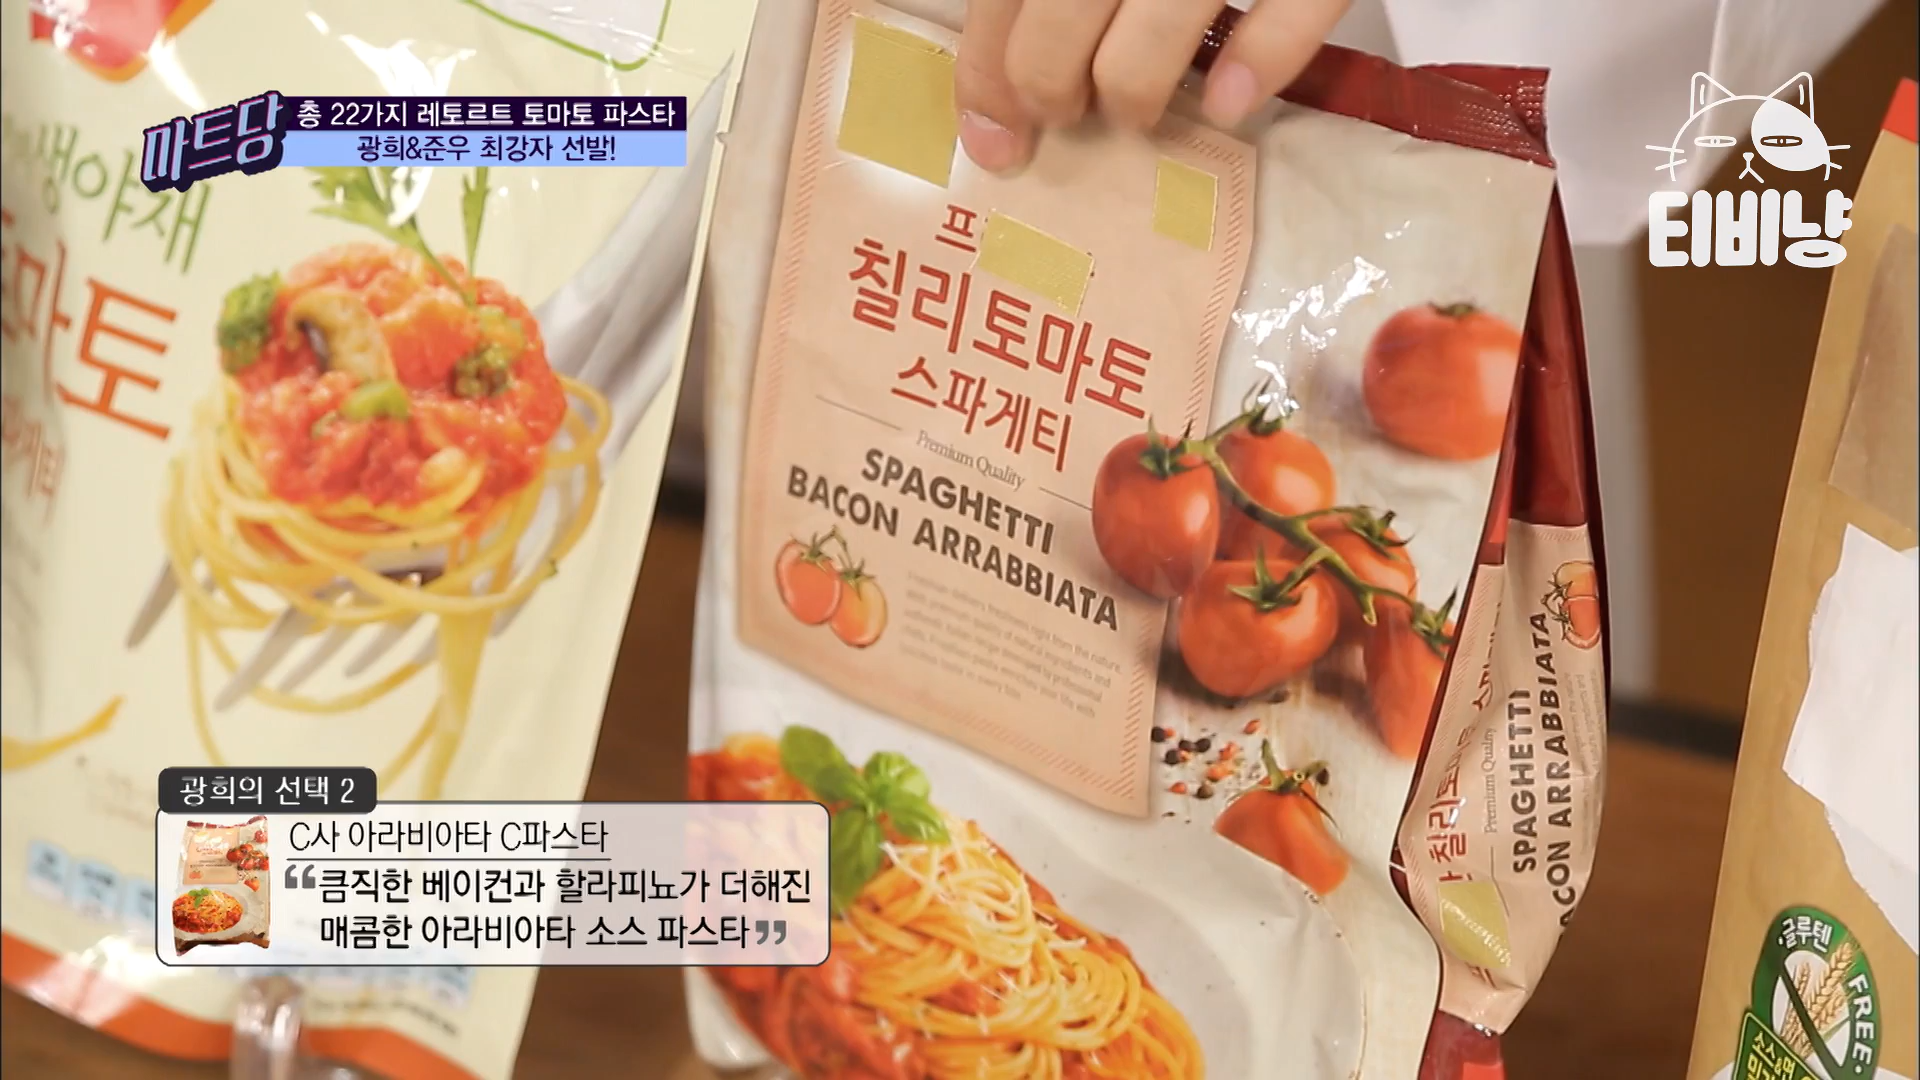 마트당
총 22가지 레토르트 토마토 파스타
광희&준우 최강자 선발!
티비냥
생야채
토마토
칠리토마토
스파게티
Premium Quality
SPAGHETTI
BACON ARRABBIATA
칠리토마토
Premium Quality
SPAGHETTI
BACON ARRABBIATA
글루텐
FREE
광희의 선택 2
C사 아라비아타 C파스타
“큼직한 베이컨과 할라피뇨가 더해진
매콤한 아라비아타 소스 파스타”